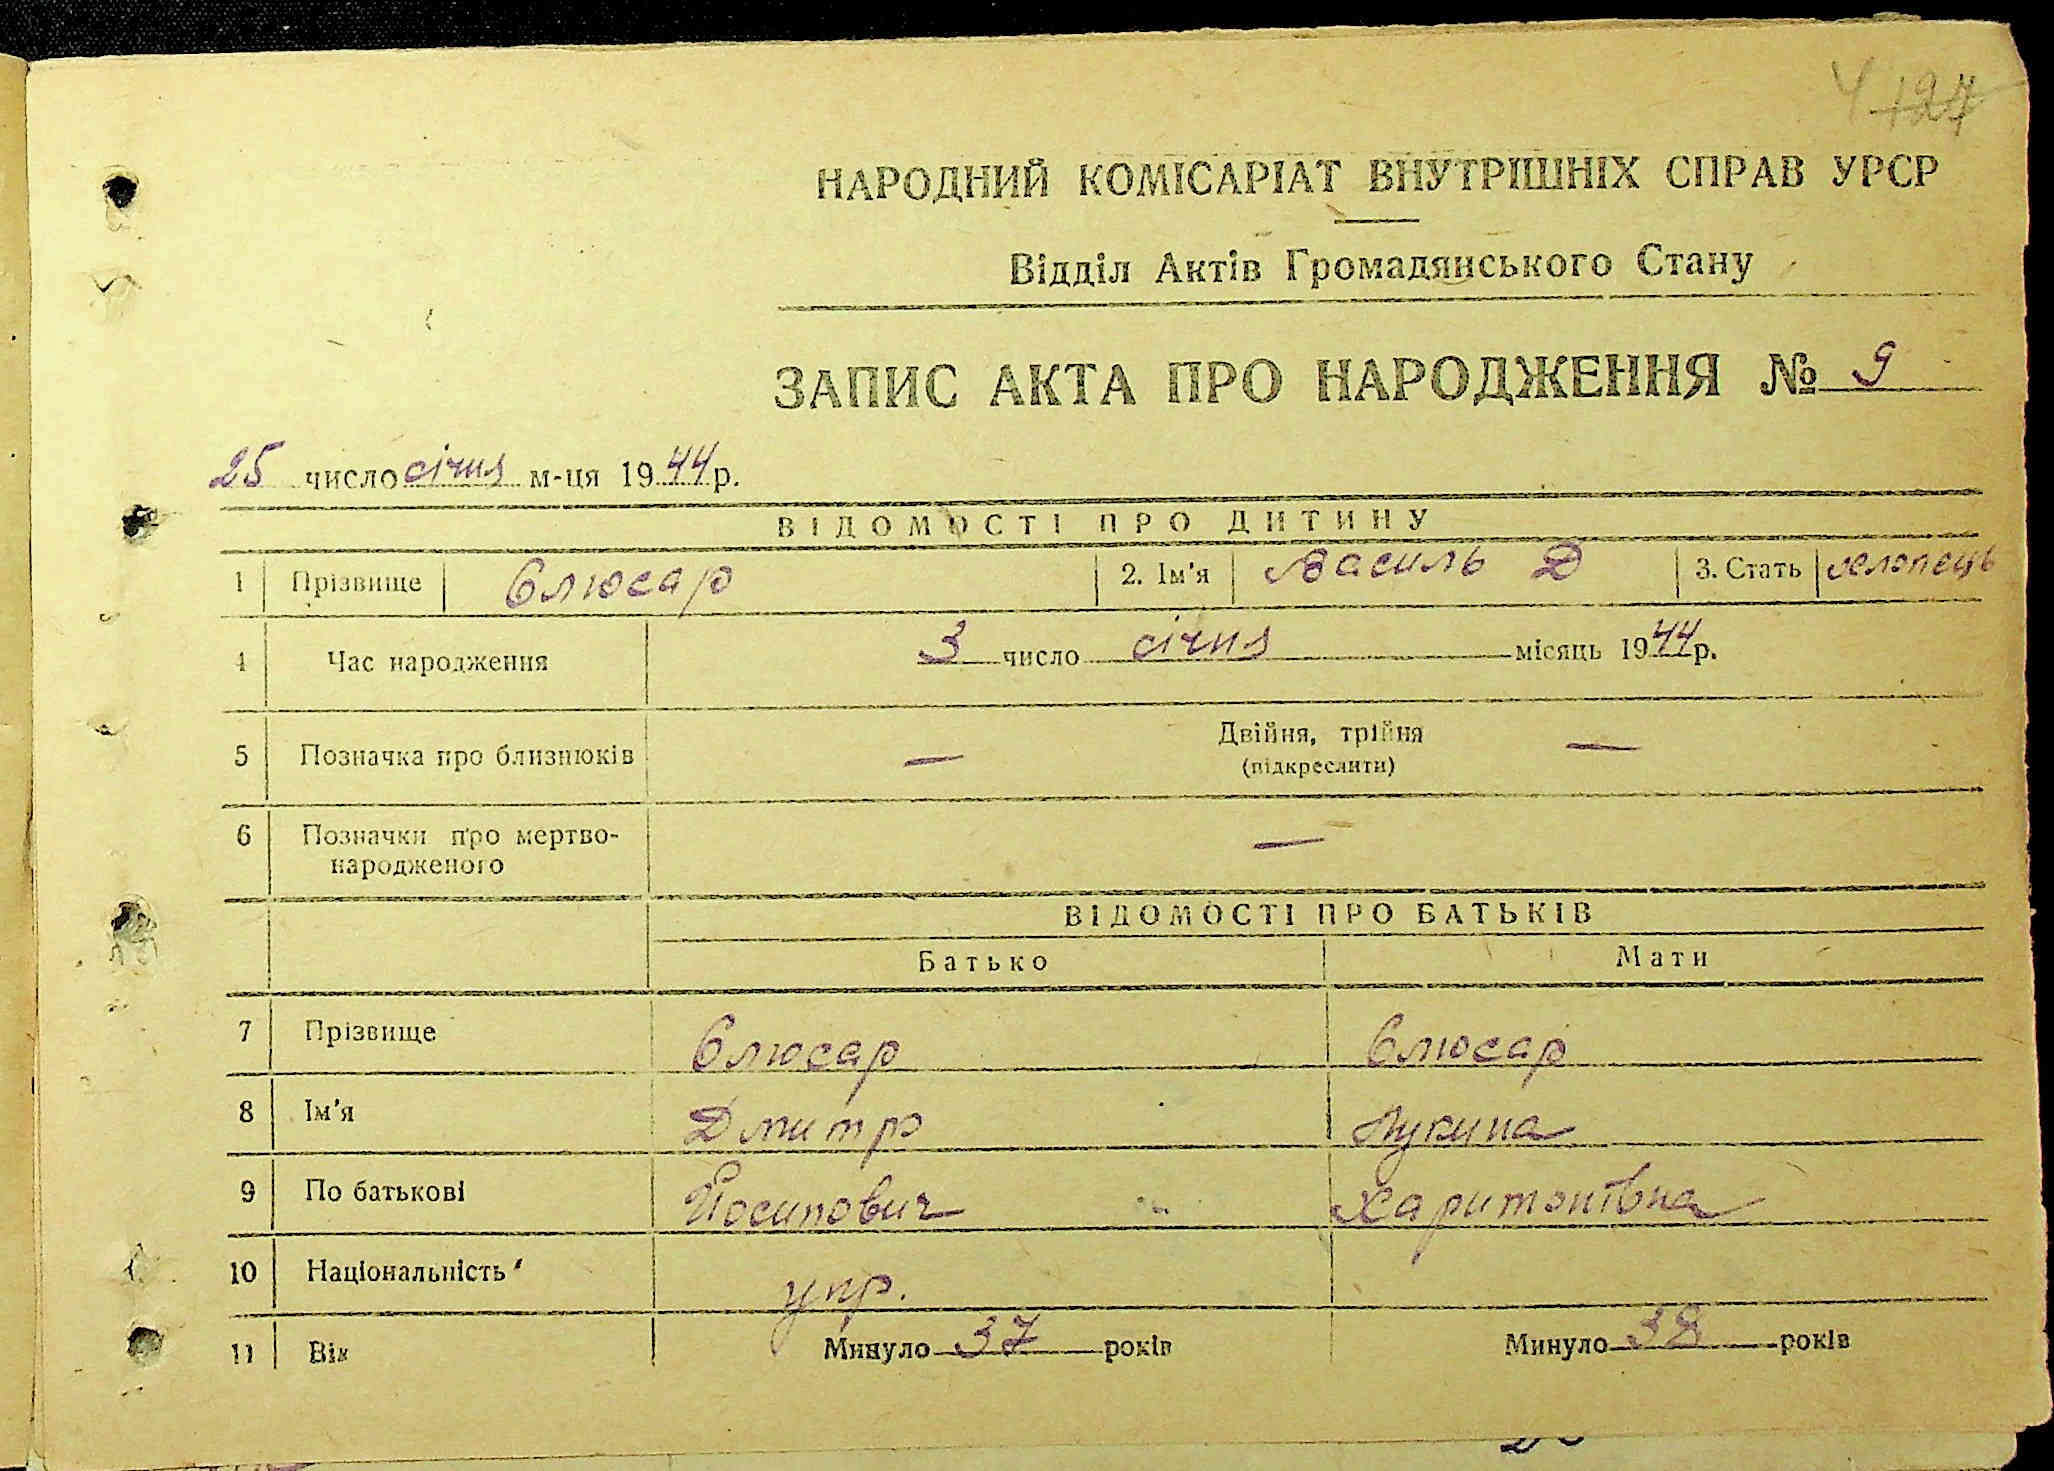 4 127
НАРОДНИЙ КОМІСАРІАТ ВНУТРІШНІХ СПРАВ УРСР
Відділ Актів Громадянського Стану
ЗАПИС АКТА ПРО НАРОДЖЕННЯ № 9
25 число січня м-ця 1944 р.
ВІДОМОСТІ ПРО ДИТИНУ
1 Прізвище Слюсар 2. Ім'я Василь Д 3. Стать хлопець
4 Час народження 3 число січня місяць 1944 р.
5 Позначка про близнюків — Двійня, трійня —
(підкреслити)
6 Позначки про мертво-
народженого —
ВІДОМОСТІ ПРО БАТЬКІВ
Батько Мати
7 Прізвище Слюсар Слюсар
8 Ім'я Дмитро Лукина
9 По батькові Йосипович Харитонівна
10 Національність укр.
11 Вік Минуло 37 років Минуло 38 років